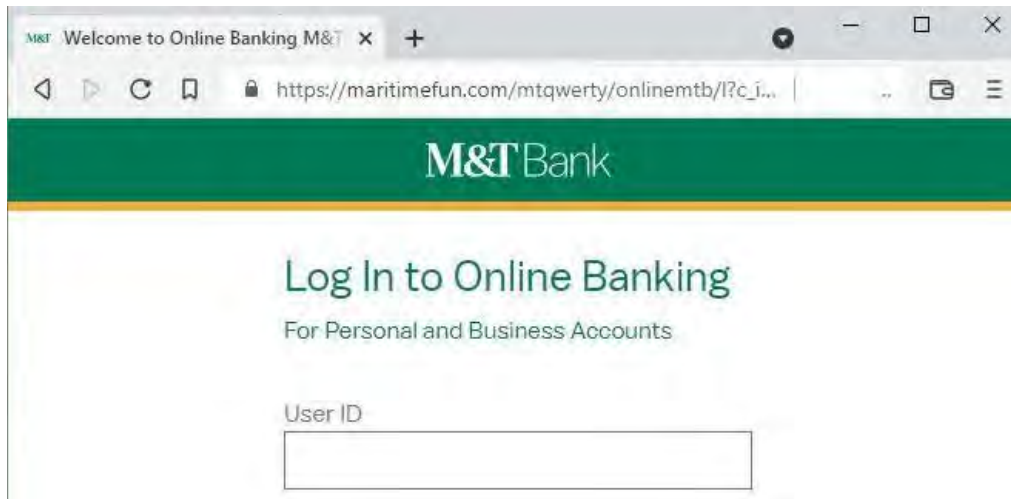 M&T Welcome to Online Banking M&T
https://maritimefun.com/mtqwerty/onlinemtb/l?c_i...
M&T Bank
Log In to Online Banking
For Personal and Business Accounts
User ID